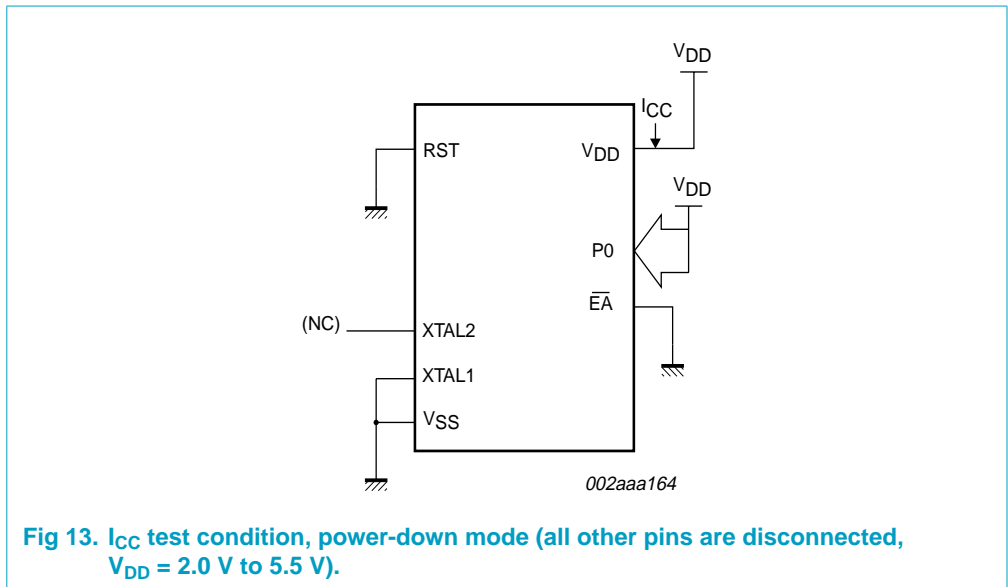 VDD
ICC
RST
VDD
VDD
P0
EA
(NC)
XTAL2
XTAL1
VSS
002aaa164
Fig 13. ICC test condition, power-down mode (all other pins are disconnected,
VDD = 2.0 V to 5.5 V).